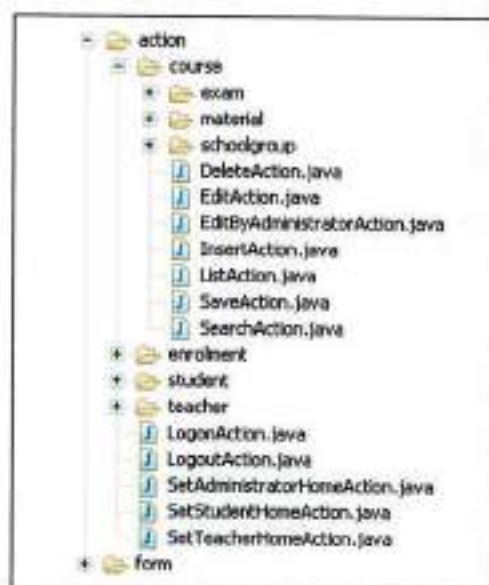 action
course
exam
material
schoolgroup
DeleteAction.java
EditAction.java
EditByAdministratorAction.java
InsertAction.java
ListAction.java
SaveAction.java
SearchAction.java
enrolment
student
teacher
LogonAction.java
LogoutAction.java
SetAdministratorHomeAction.java
SetStudentHomeAction.java
SetTeacherHomeAction.java
form